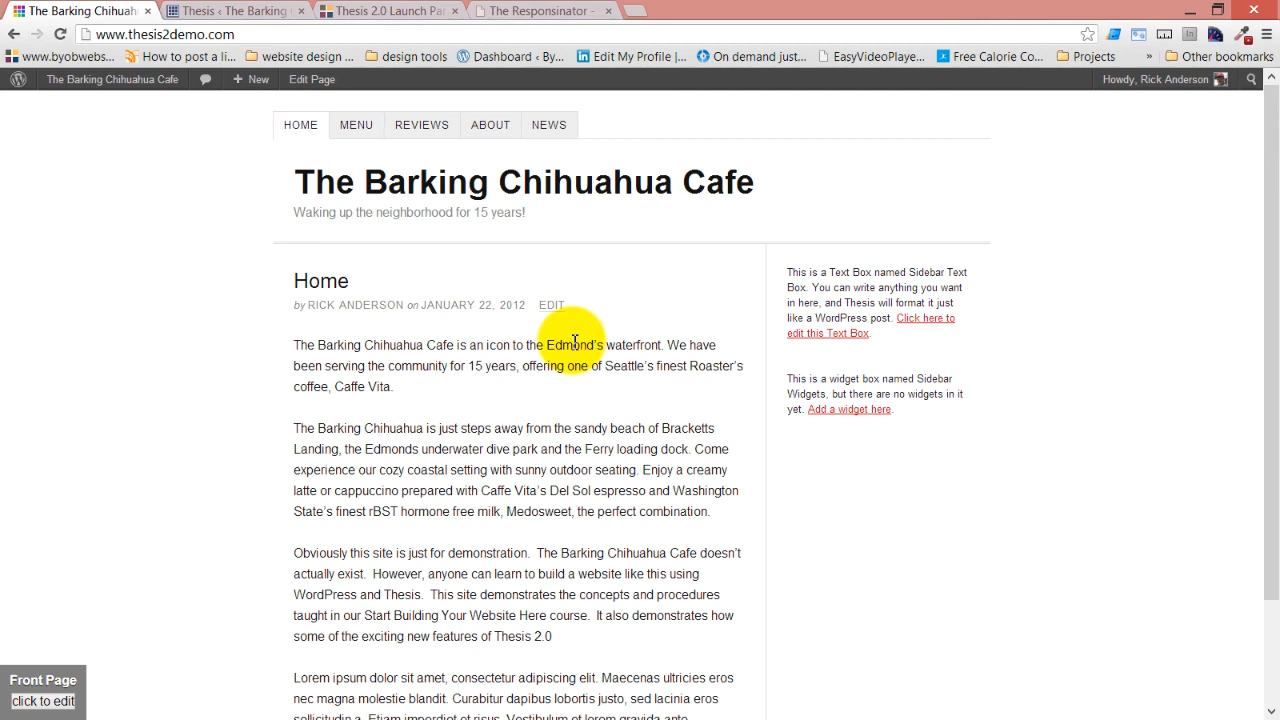 The Barking Chihuah
Thesis ‹ The Barking
Thesis 2.0 Launch Par
The Responsinator –
www.thesis2demo.com
www.byobwebs...
How to post a li...
website design ...
design tools
Dashboard ‹ By...
Edit My Profile |...
On demand just...
EasyVideoPlaye...
Free Calorie Co...
Projects
»
Other bookmarks
The Barking Chihuahua Cafe
+ New
Edit Page
Howdy, Rick Anderson
HOME MENU REVIEWS ABOUT NEWS
The Barking Chihuahua Cafe
Waking up the neighborhood for 15 years!
Home
by RICK ANDERSON on JANUARY 22, 2012 EDIT
The Barking Chihuahua Cafe is an icon to the Edmond’s waterfront. We have
been serving the community for 15 years, offering one of Seattle’s finest Roaster’s
coffee, Caffe Vita.
The Barking Chihuahua is just steps away from the sandy beach of Bracketts
Landing, the Edmonds underwater dive park and the Ferry loading dock. Come
experience our cozy coastal setting with sunny outdoor seating. Enjoy a creamy
latte or cappuccino prepared with Caffe Vita’s Del Sol espresso and Washington
State’s finest rBST hormone free milk, Medosweet, the perfect combination.
Obviously this site is just for demonstration. The Barking Chihuahua Cafe doesn’t
actually exist. However, anyone can learn to build a website like this using
WordPress and Thesis. This site demonstrates the concepts and procedures
taught in our Start Building Your Website Here course. It also demonstrates how
some of the exciting new features of Thesis 2.0
Lorem ipsum dolor sit amet, consectetur adipiscing elit. Maecenas ultricies eros
nec magna molestie blandit. Curabitur dapibus lobortis justo, sed lacinia eros
sollicitudin a. Etiam imperdiet et risus. Vestibulum et lorem gravida ante
This is a Text Box named Sidebar Text
Box. You can write anything you want
in here, and Thesis will format it just
like a WordPress post. Click here to
edit this Text Box.
This is a widget box named Sidebar
Widgets, but there are no widgets in it
yet. Add a widget here.
Front Page
click to edit